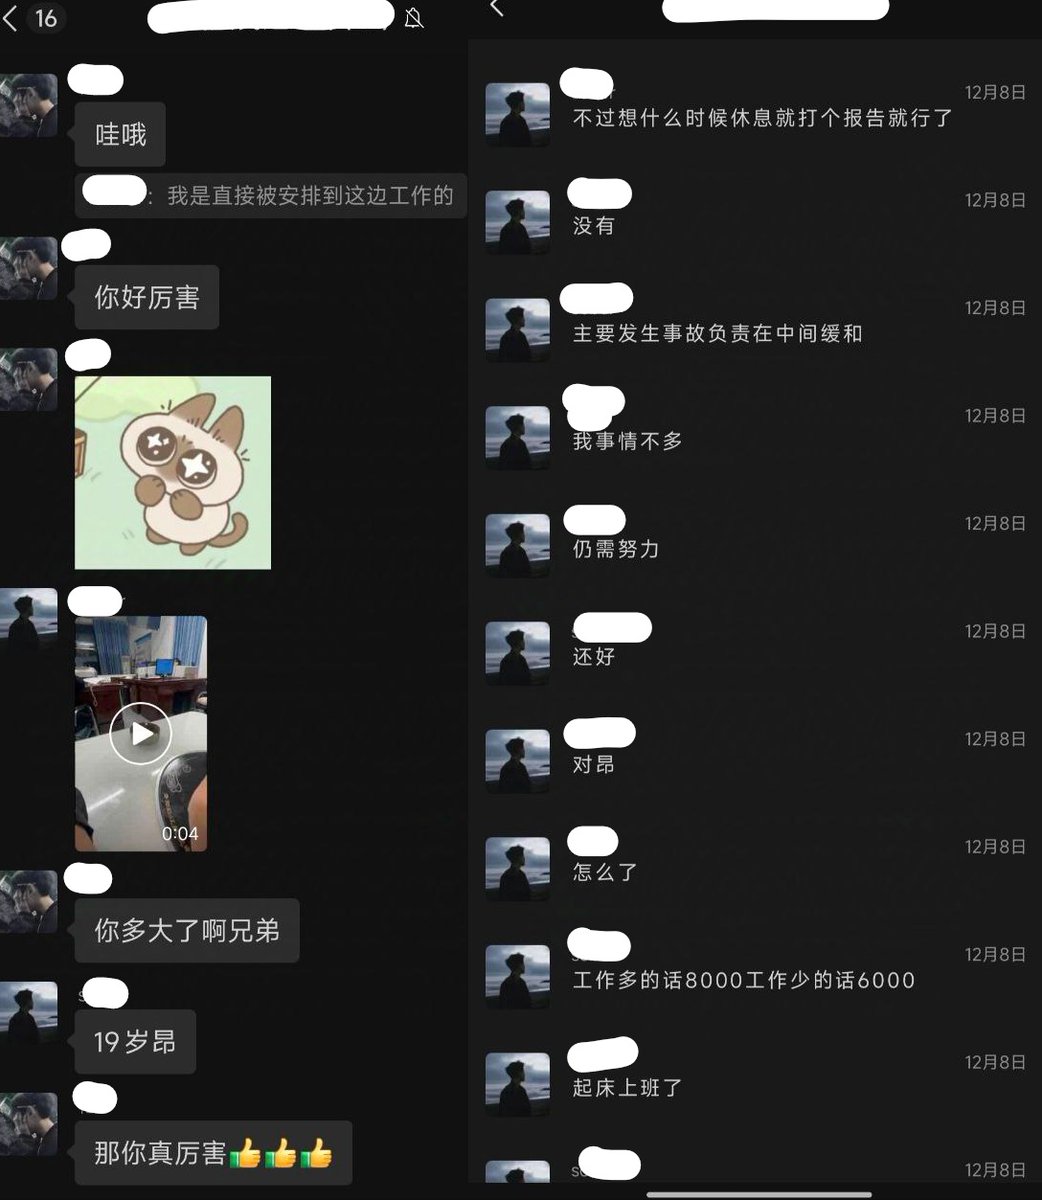 16
哇哦
：我是直接被安排到这边工作的
你好厉害
0:04
你多大了啊兄弟
19岁昂
那你真厉害👍👍👍
12月8日
不过想什么时候休息就打个报告就行了
12月8日
没有
12月8日
主要发生事故负责在中间缓和
12月8日
我事情不多
12月8日
仍需努力
12月8日
还好
12月8日
对昂
12月8日
怎么了
12月8日
工作多的话8000工作少的话6000
12月8日
起床上班了
12月8日